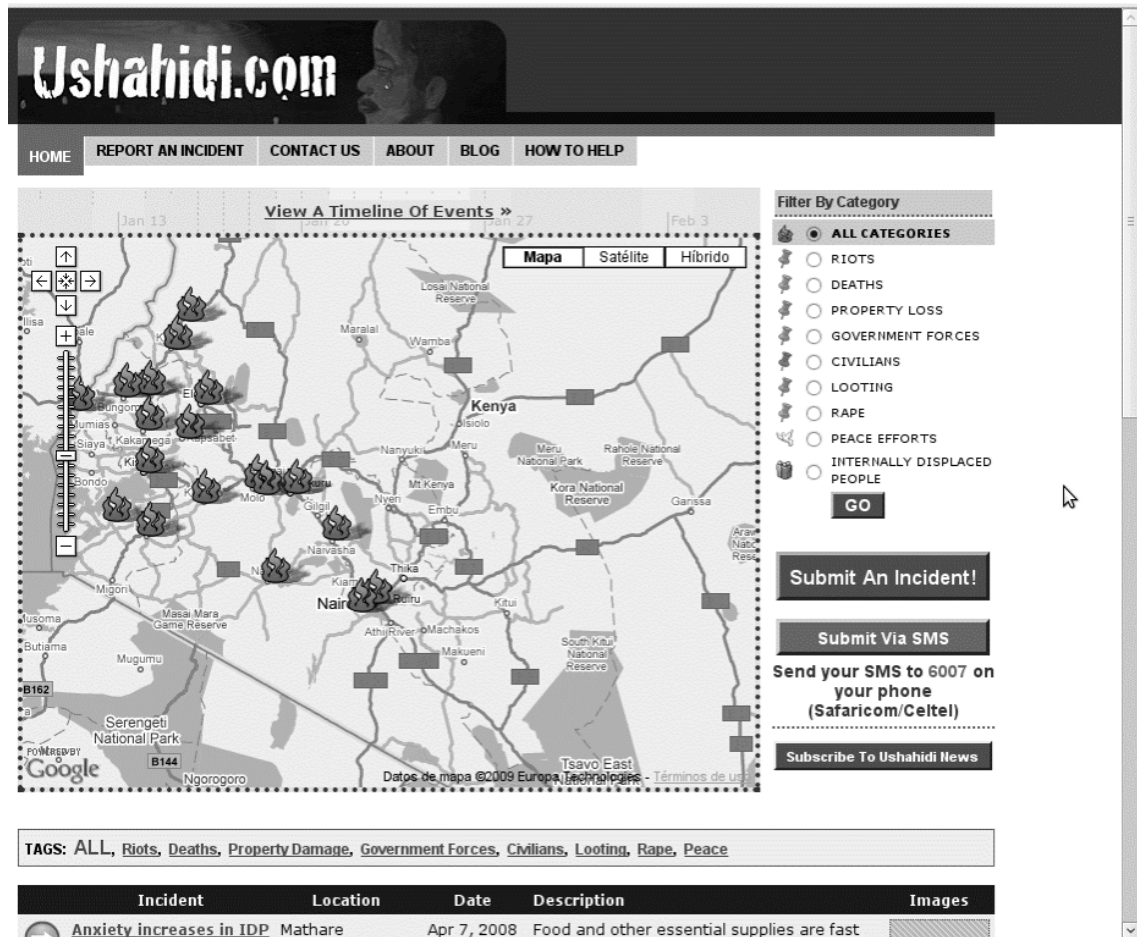 Ushahidi.com
HOME REPORT AN INCIDENT CONTACT US ABOUT BLOG HOW TO HELP
View A Timeline Of Events »
Jan 13 Jan 20 Jan 27 Feb 3
Mapa Satélite Híbrido
Losai National
Reserve
Maralal
Wamba
Kenya
Isiolo
Bungom
Mumias
Siaya
Kakamega
Kapsabet
Bondo
Nanyuki
Meru
Meru
National Park
Rahole National
Reserve
Mt Kenya
Kora National
Reserve
Garissa
Molo
Gilgil
Nyeri
Embu
Araw
Natio
Rese
Naivasha
Thika
Kiam
Nair
Ruiru
Kitui
Migori
Masai Mara
Game Reserve
Musoma
Butiama
Athi River
Machakos
Makueni
South Kitui
National
Reserve
Mugumu
B162
Serengeti
National Park
B144
Ngorogoro
Tsavo East
National Park
POWERED BY
Google
Datos de mapa ©2009 Europa Technologies - Términos de uso
Filter By Category
ALL CATEGORIES
RIOTS
DEATHS
PROPERTY LOSS
GOVERNMENT FORCES
CIVILIANS
LOOTING
RAPE
PEACE EFFORTS
INTERNALLY DISPLACED
PEOPLE
GO
Submit An Incident!
Submit Via SMS
Send your SMS to 6007 on
your phone
(Safaricom/Celtel)
Subscribe To Ushahidi News
TAGS: ALL, Riots, Deaths, Property Damage, Government Forces, Civilians, Looting, Rape, Peace
Incident Location Date Description Images
Anxiety increases in IDP Mathare Apr 7, 2008 Food and other essential supplies are fast